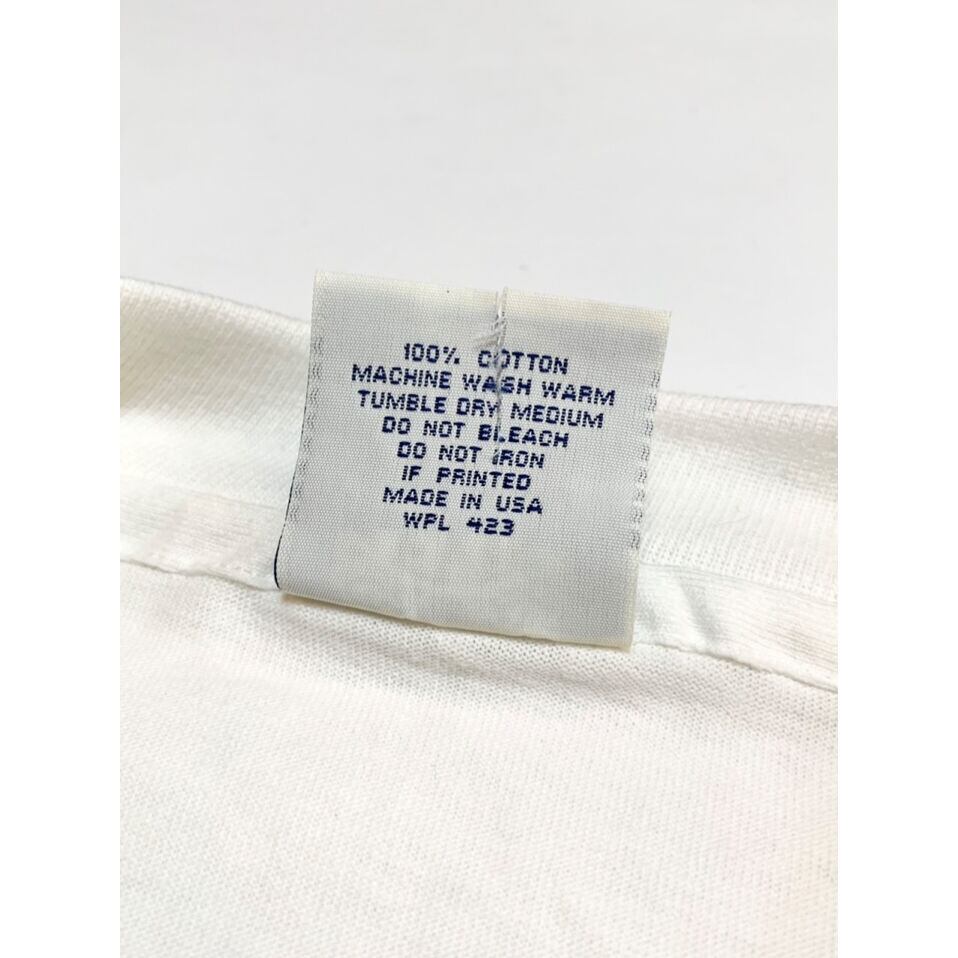 100% COTTON
MACHINE WASH WARM
TUMBLE DRY MEDIUM
DO NOT BLEACH
DO NOT IRON
IF PRINTED
MADE IN USA
WPL 423